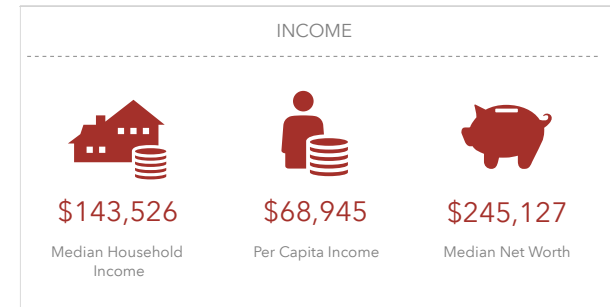 INCOME
$143,526
$68,945
$245,127
Median Household
Income
Per Capita Income
Median Net Worth